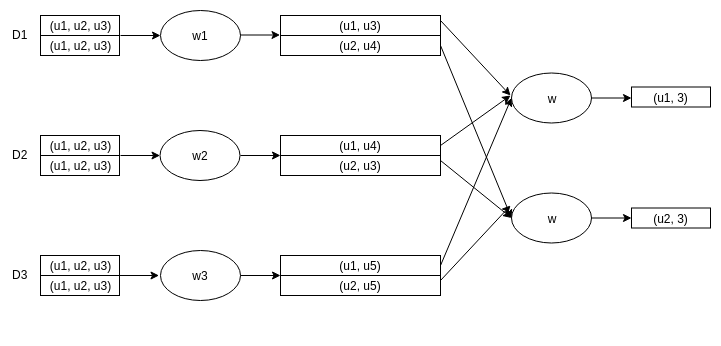 D1
(u1, u2, u3)
(u1, u2, u3)
w1
(u1, u3)
(u2, u4)
w
(u1, 3)
D2
(u1, u2, u3)
(u1, u2, u3)
w2
(u1, u4)
(u2, u3)
w
(u2, 3)
D3
(u1, u2, u3)
(u1, u2, u3)
w3
(u1, u5)
(u2, u5)